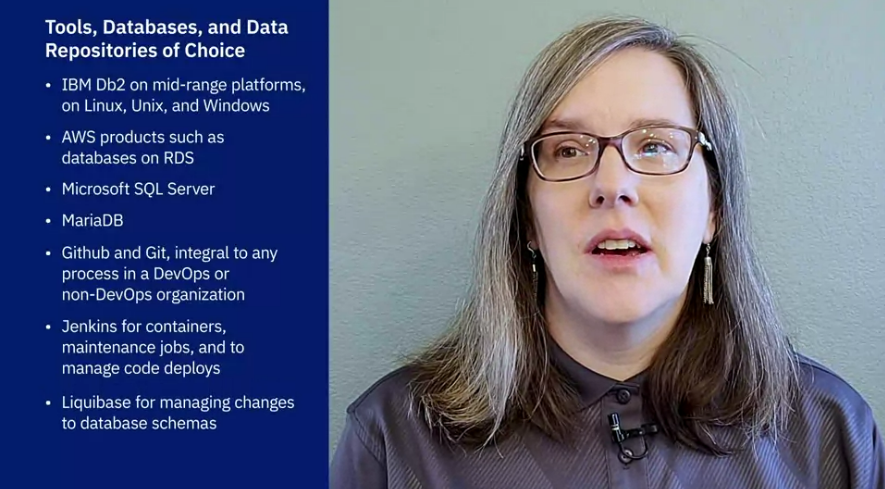 Tools, Databases, and Data
Repositories of Choice
• IBM Db2 on mid-range platforms,
on Linux, Unix, and Windows
• AWS products such as
databases on RDS
• Microsoft SQL Server
• MariaDB
• Github and Git, integral to any
process in a DevOps or
non-DevOps organization
• Jenkins for containers,
maintenance jobs, and to
manage code deploys
• Liquibase for managing changes
to database schemas